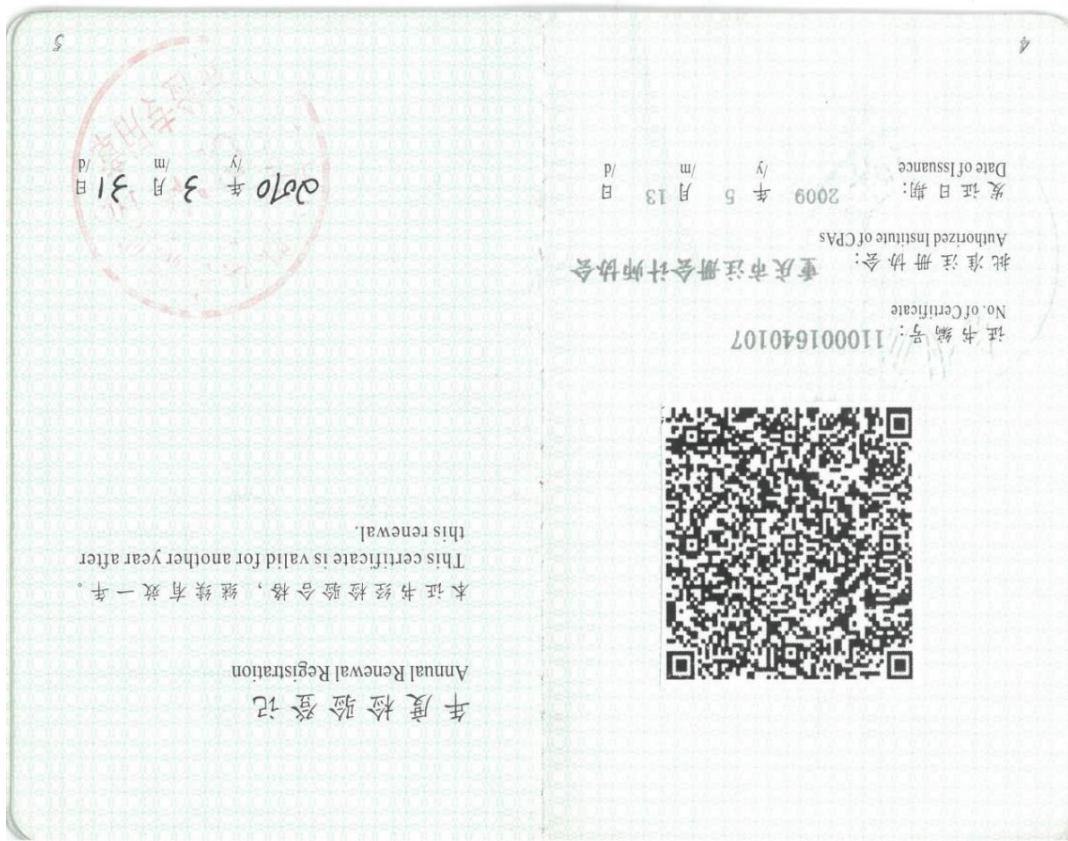 证书编号: 110001640107
No. of Certificate
批准注册协会: 重庆市注册会计师协会
Authorized Institute of CPAs
发证日期: 2009 年 5 月 13 日
Date of Issuance /y /m /d
4
年度检验登记
Annual Renewal Registration
本证书经检验合格，继续有效一年。
This certificate is valid for another year after
this renewal.
2010 年 3 月 31 日
/y /m /d
5